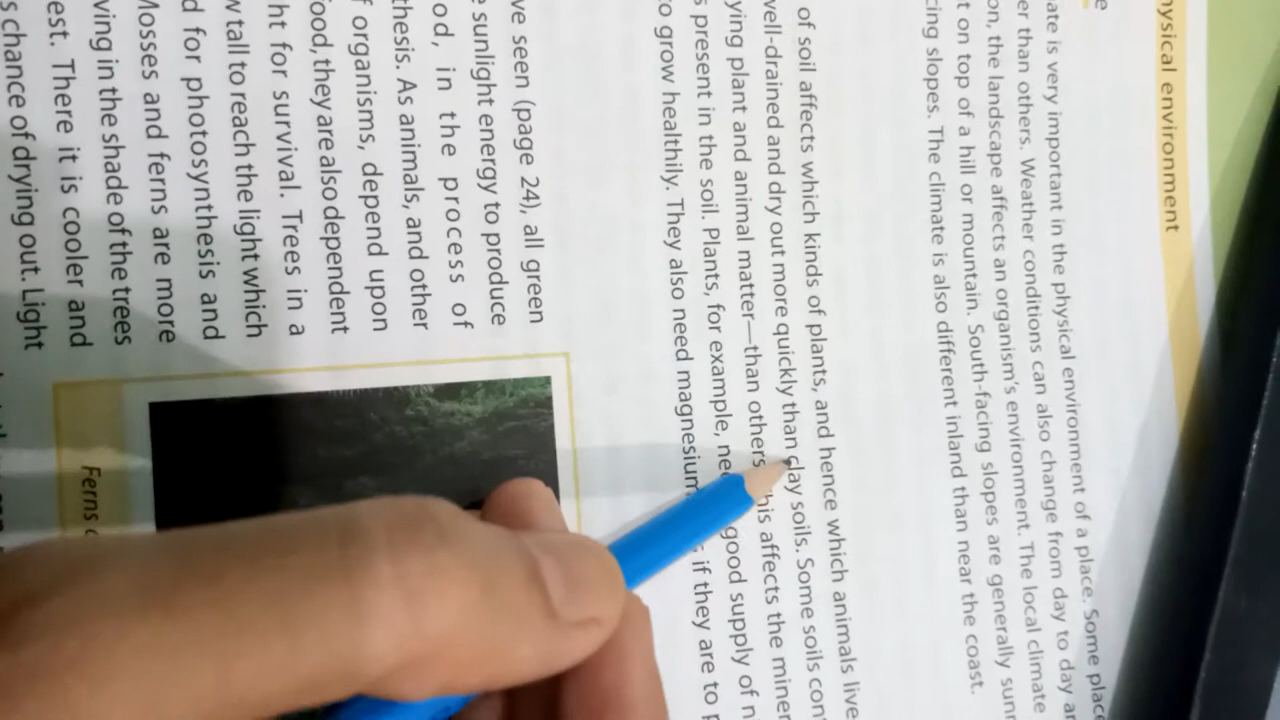 hysical environment
e
ate is very important in the physical environment of a place. Some plac
er than others. Weather conditions can also change from day to day a
on, the landscape affects an organism's environment. The local climate
t on top of a hill or mountain. South-facing slopes are generally sunn
cing slopes. The climate is also different inland than near the coast.
of soil affects which kinds of plants, and hence which animals live
well-drained and dry out more quickly than clay soils. Some soils con
ying plant and animal matter—than others. his affects the miner
s present in the soil. Plants, for example, nee good supply of ni
to grow healthily. They also need magnesium if they are to p
ve seen (page 24), all green
e sunlight energy to produce
od, in the process of
thesis. As animals, and other
f organisms, depend upon
food, they are also dependent
ht for survival. Trees in a
w tall to reach the light which
d for photosynthesis and
Mosses and ferns are more
ving in the shade of the trees
est. There it is cooler and
s chance of drying out. Light
Ferns